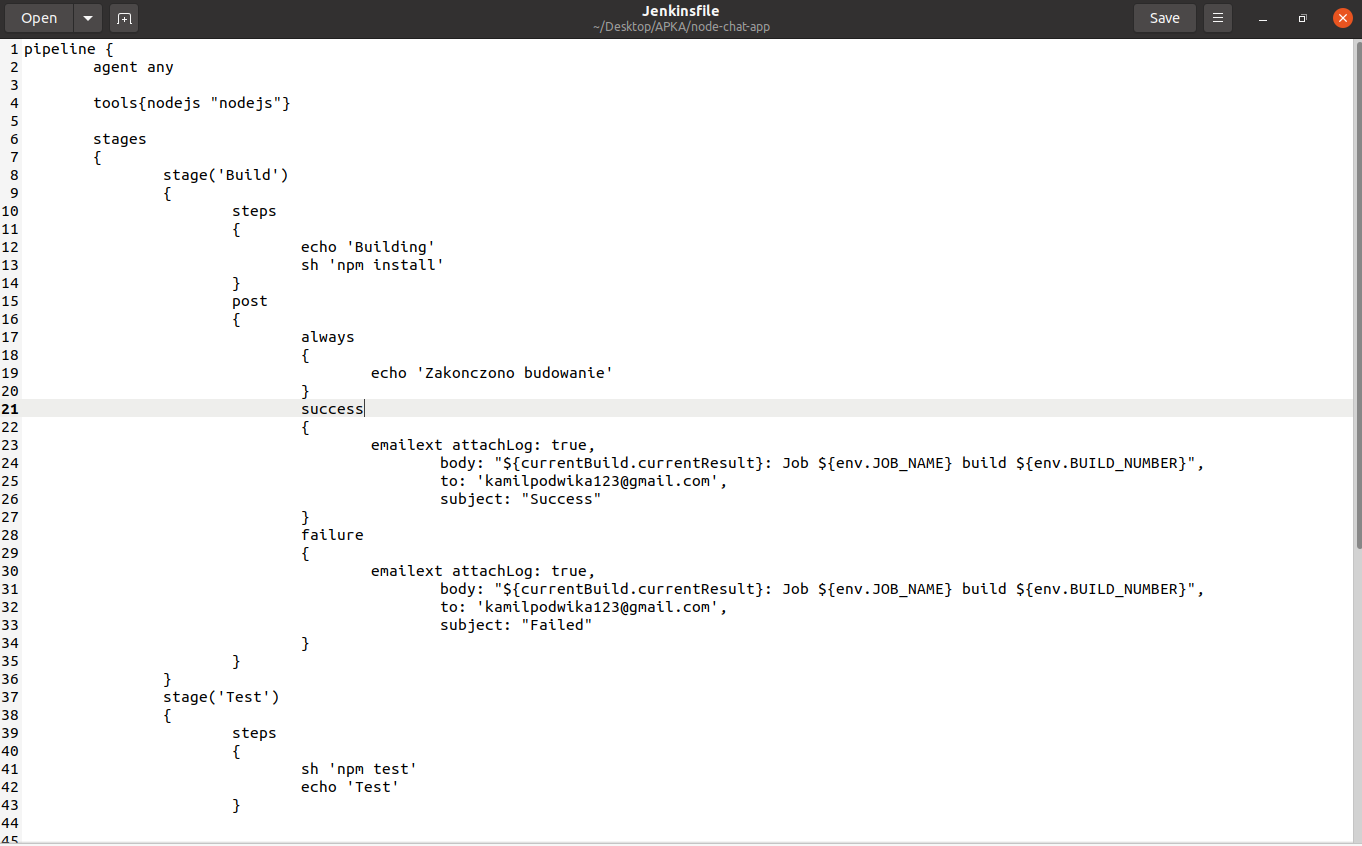 Open
Jenkinsfile
~/Desktop/APKA/node-chat-app
Save
1 pipeline {
2 agent any
3
4 tools{nodejs "nodejs"}
5
6 stages
7 {
8 stage('Build')
9 {
10 steps
11 {
12 echo 'Building'
13 sh 'npm install'
14 }
15 post
16 {
17 always
18 {
19 echo 'Zakonczono budowanie'
20 }
21 success
22 {
23 emailext attachLog: true,
24 body: "${currentBuild.currentResult}: Job ${env.JOB_NAME} build ${env.BUILD_NUMBER}",
25 to: 'kamilpodwika123@gmail.com',
26 subject: "Success"
27 }
28 failure
29 {
30 emailext attachLog: true,
31 body: "${currentBuild.currentResult}: Job ${env.JOB_NAME} build ${env.BUILD_NUMBER}",
32 to: 'kamilpodwika123@gmail.com',
33 subject: "Failed"
34 }
35 }
36 }
37 stage('Test')
38 {
39 steps
40 {
41 sh 'npm test'
42 echo 'Test'
43 }
44
45